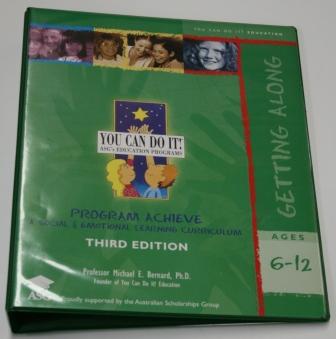 YOU CAN DO IT! EDUCATION
GETTING ALONG
YOU CAN DO IT!
ASG's EDUCATION PROGRAMS
PROGRAM ACHIEVE
A SOCIAL & EMOTIONAL LEARNING CURRICULUM
THIRD EDITION
AGES
6-12
Professor Michael E. Bernard, Ph.D.
Founder of You Can Do It! Education
ASG
Proudly supported by the Australian Scholarships Group